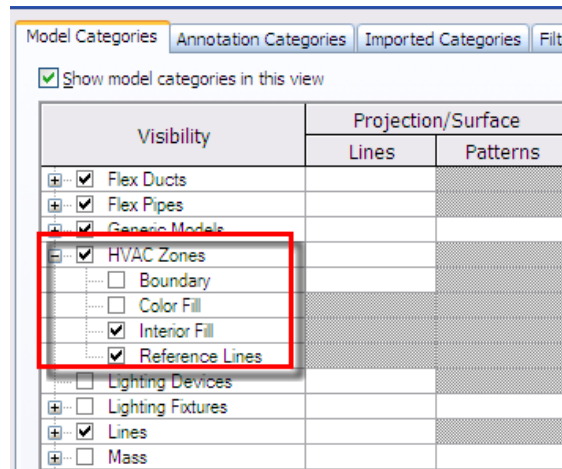 Model Categories Annotation Categories Imported Categories Filt
Show model categories in this view
Visibility Projection/Surface
Lines Patterns
Flex Ducts
Flex Pipes
Generic Models
HVAC Zones
Boundary
Color Fill
Interior Fill
Reference Lines
Lighting Devices
Lighting Fixtures
Lines
Mass